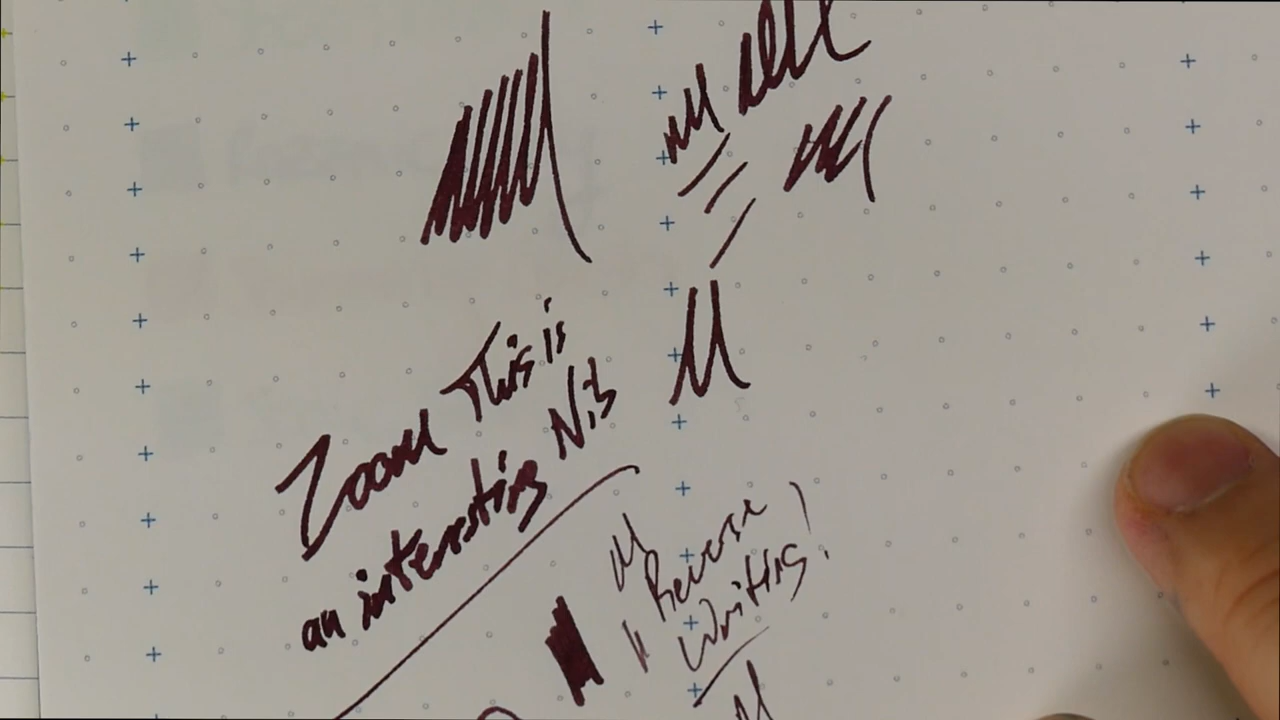 Zoom This is
an interesting Nib
Reverse
Writing!